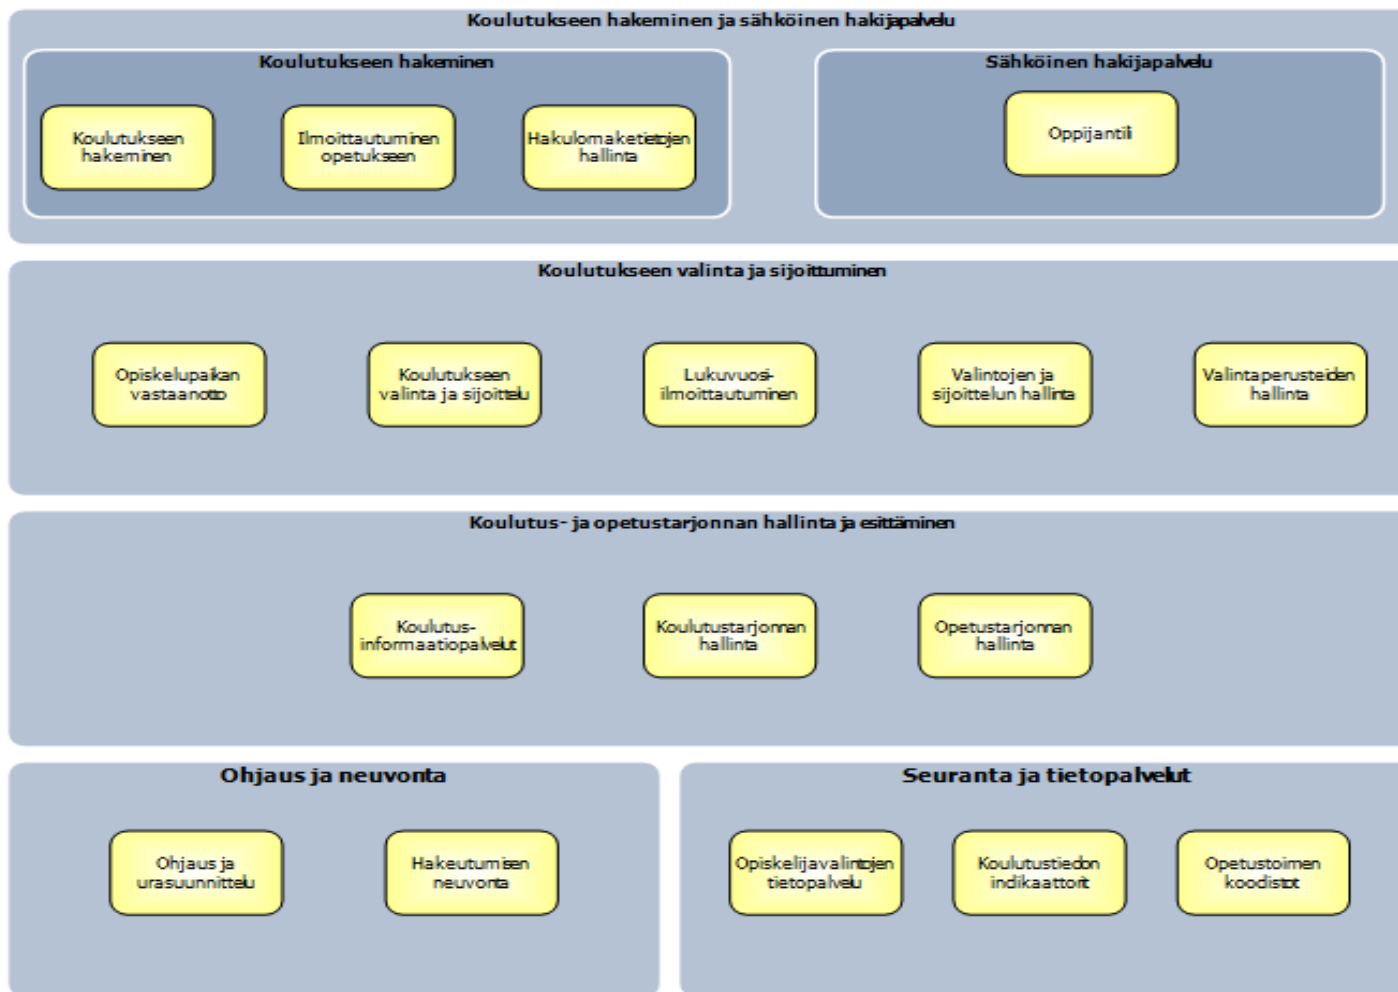 Koulutukseen hakeminen ja sähköinen hakijapalvelu
Koulutukseen hakeminen
Sähköinen hakijapalvelu
Koulutukseen
hakeminen
Ilmoittautuminen
opetukseen
Hakulomaketietojen
hallinta
Oppijantili
Koulutukseen valinta ja sijoittuminen
Opiskelupaikan
vastaanotto
Koulutukseen
valinta ja sijoittelu
Lukuvuosi-
ilmoittautuminen
Valintojen ja
sijoittelun hallinta
Valintaperusteiden
hallinta
Koulutus- ja opetustarjonnan hallinta ja esittäminen
Koulutus-
informaatiopalvelut
Koulutustarjonnan
hallinta
Opetustarjonnan
hallinta
Ohjaus ja neuvonta
Ohjaus ja
urasuunnittelu
Hakeutumisen
neuvonta
Seuranta ja tietopalvelut
Opiskelijavalintojen
tietopalvelu
Koulutustiedon
indikaattorit
Opetustoimen
koodistot